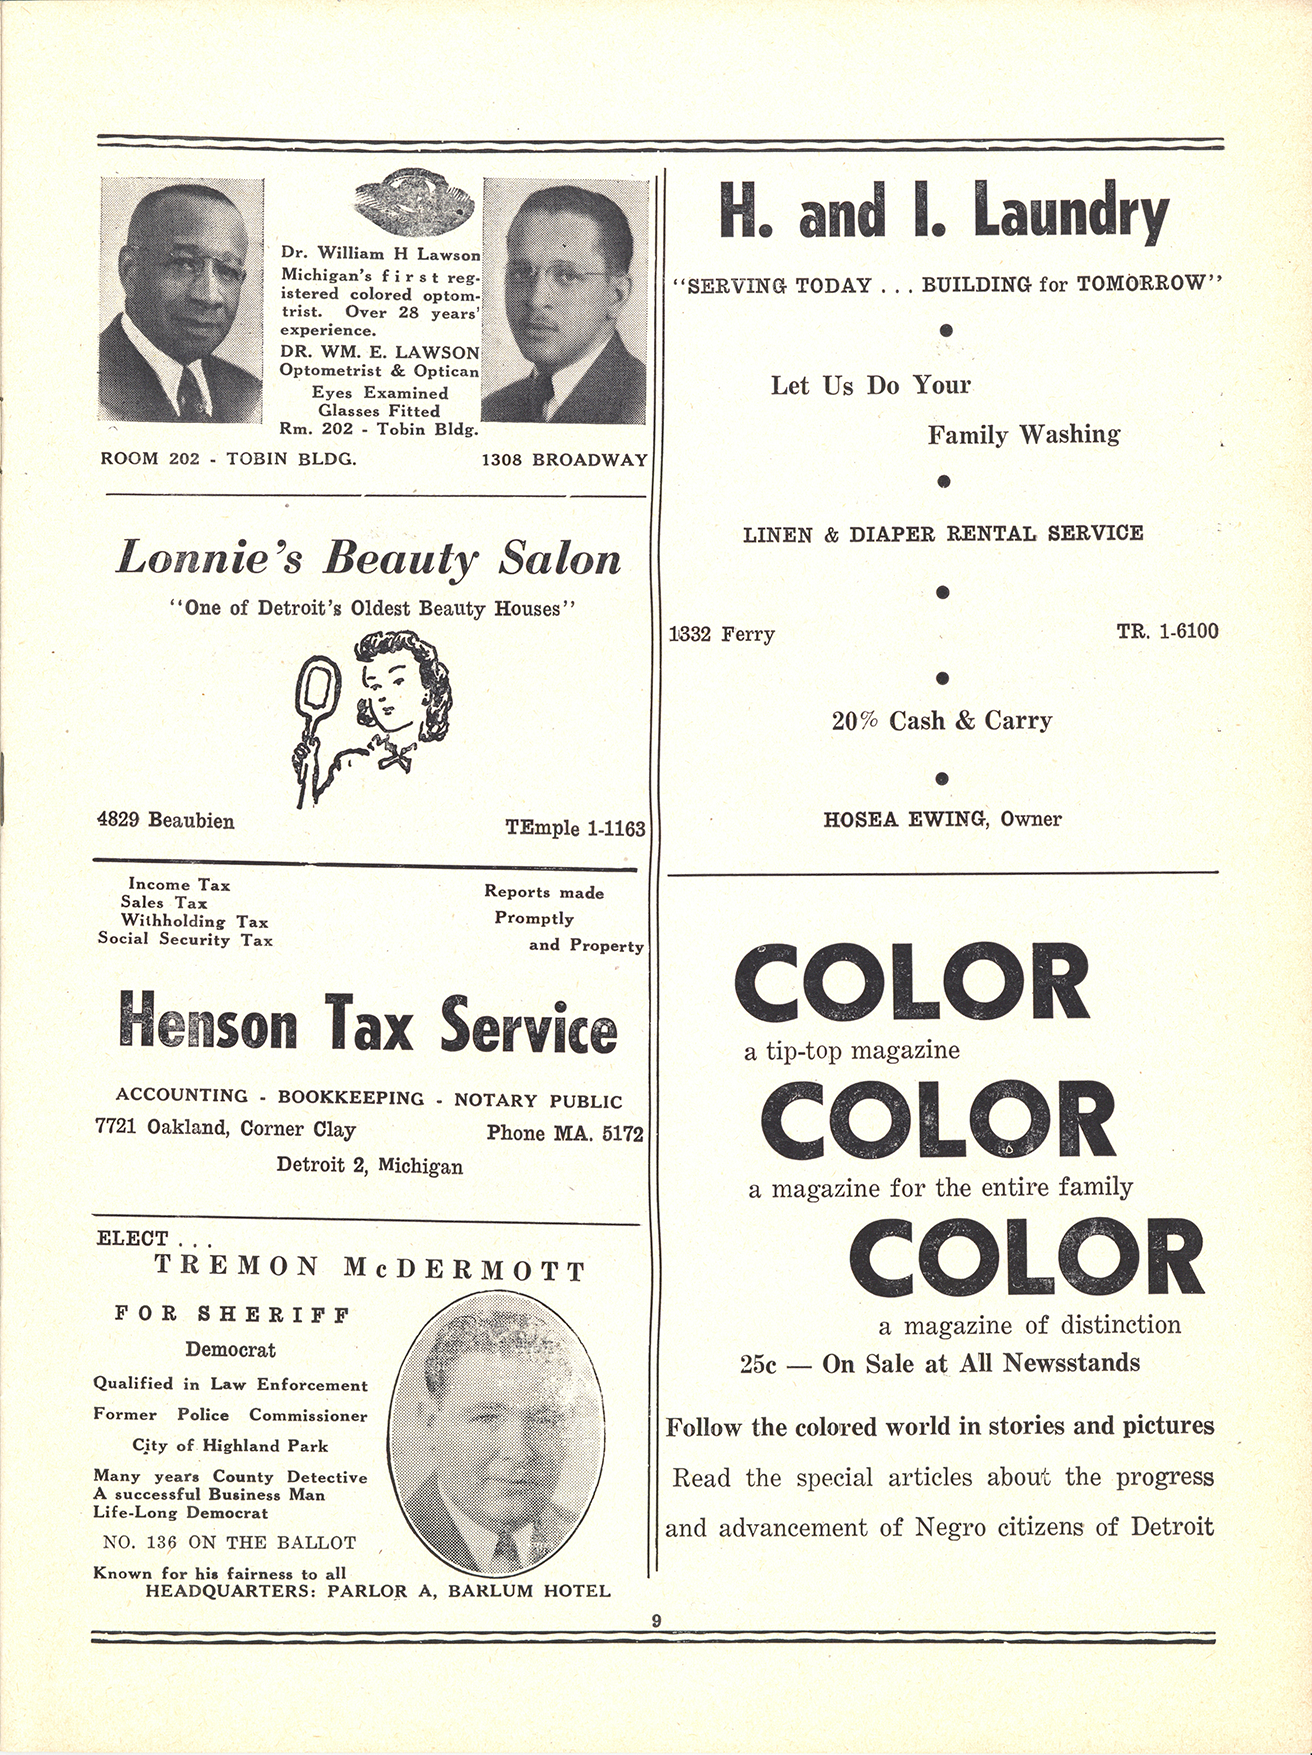 Dr. William H Lawson
Michigan's first reg-
istered colored optom-
trist. Over 28 years'
experience.
DR. WM. E. LAWSON
Optometrist & Optican
Eyes Examined
Glasses Fitted
Rm. 202 - Tobin Bldg.
ROOM 202 - TOBIN BLDG. 1308 BROADWAY
Lonnie's Beauty Salon
"One of Detroit's Oldest Beauty Houses"
4829 Beaubien TEmple 1-1163
Income Tax
Sales Tax
Withholding Tax
Social Security Tax
Reports made
Promptly
and Property
Henson Tax Service
ACCOUNTING - BOOKKEEPING - NOTARY PUBLIC
7721 Oakland, Corner Clay Phone MA. 5172
Detroit 2, Michigan
ELECT . . .
TREMON McDERMOTT
FOR SHERIFF
Democrat
Qualified in Law Enforcement
Former Police Commissioner
City of Highland Park
Many years County Detective
A successful Business Man
Life-Long Democrat
NO. 136 ON THE BALLOT
Known for his fairness to all
HEADQUARTERS: PARLOR A, BARLUM HOTEL
H. and I. Laundry
"SERVING TODAY . . . BUILDING for TOMORROW"
Let Us Do Your
Family Washing
LINEN & DIAPER RENTAL SERVICE
1332 Ferry TR. 1-6100
20% Cash & Carry
HOSEA EWING, Owner
COLOR
a tip-top magazine
COLOR
a magazine for the entire family
COLOR
a magazine of distinction
25c — On Sale at All Newsstands
Follow the colored world in stories and pictures
Read the special articles about the progress
and advancement of Negro citizens of Detroit
9